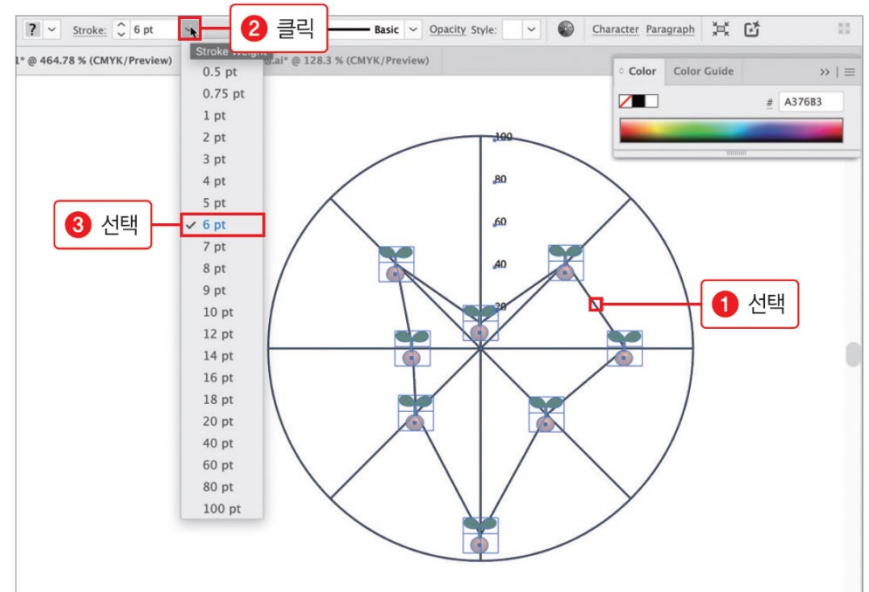 ? Stroke: 6 pt Basic Opacity Style: Character Paragraph
❷ 클릭
Stroke Weight
1* @ 464.78 % (CMYK/Preview) .ai* @ 128.3 % (CMYK/Preview)
Color Color Guide
# A376B3
0.5 pt
0.75 pt
1 pt
2 pt
3 pt
4 pt
5 pt
6 pt
7 pt
8 pt
9 pt
10 pt
12 pt
14 pt
16 pt
18 pt
20 pt
40 pt
60 pt
80 pt
100 pt
❸ 선택
100
80
60
40
20
❶ 선택